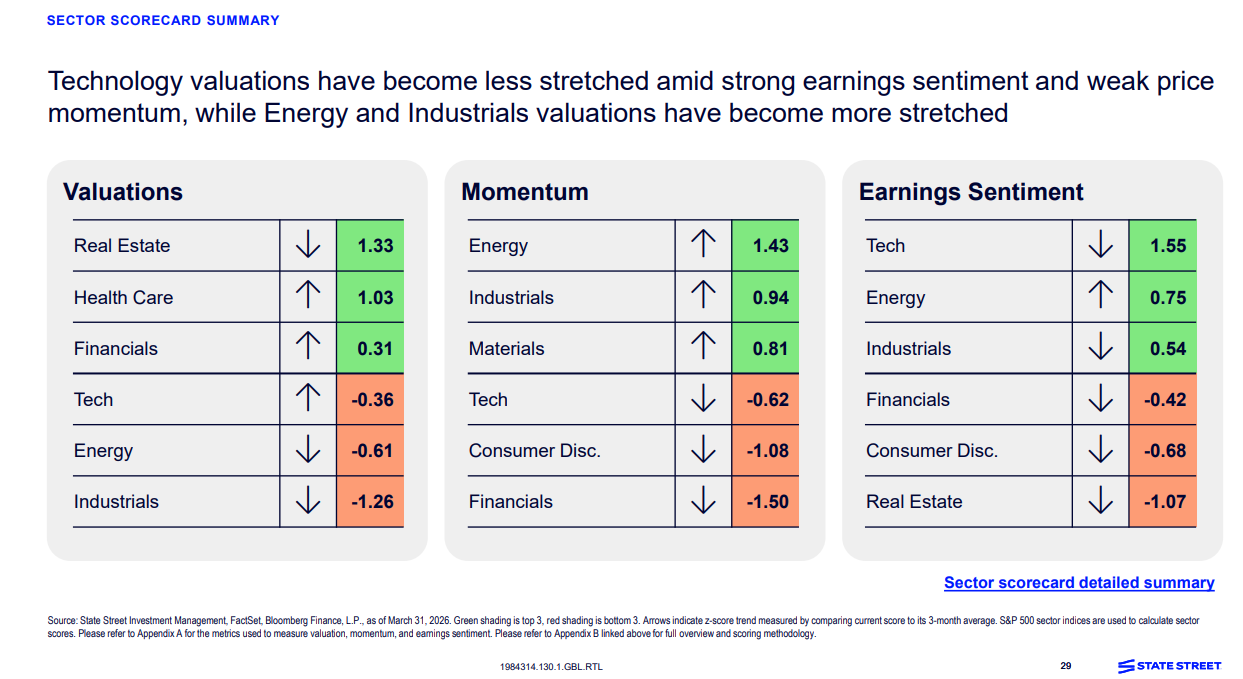 SECTOR SCORECARD SUMMARY
Technology valuations have become less stretched amid strong earnings sentiment and weak price
momentum, while Energy and Industrials valuations have become more stretched
Valuations
Real Estate ↓ 1.33
Health Care ↑ 1.03
Financials ↑ 0.31
Tech ↑ -0.36
Energy ↓ -0.61
Industrials ↓ -1.26
Momentum
Energy ↑ 1.43
Industrials ↑ 0.94
Materials ↑ 0.81
Tech ↓ -0.62
Consumer Disc. ↓ -1.08
Financials ↓ -1.50
Earnings Sentiment
Tech ↓ 1.55
Energy ↑ 0.75
Industrials ↓ 0.54
Financials ↓ -0.42
Consumer Disc. ↓ -0.68
Real Estate ↓ -1.07
Sector scorecard detailed summary
Source: State Street Investment Management, FactSet, Bloomberg Finance, L.P., as of March 31, 2026. Green shading is top 3, red shading is bottom 3. Arrows indicate z-score trend measured by comparing current score to its 3-month average. S&P 500 sector indices are used to calculate sector
scores. Please refer to Appendix A for the metrics used to measure valuation, momentum, and earnings sentiment. Please refer to Appendix B linked above for full overview and scoring methodology.
1984314.130.1.GBL.RTL
29
STATE STREET